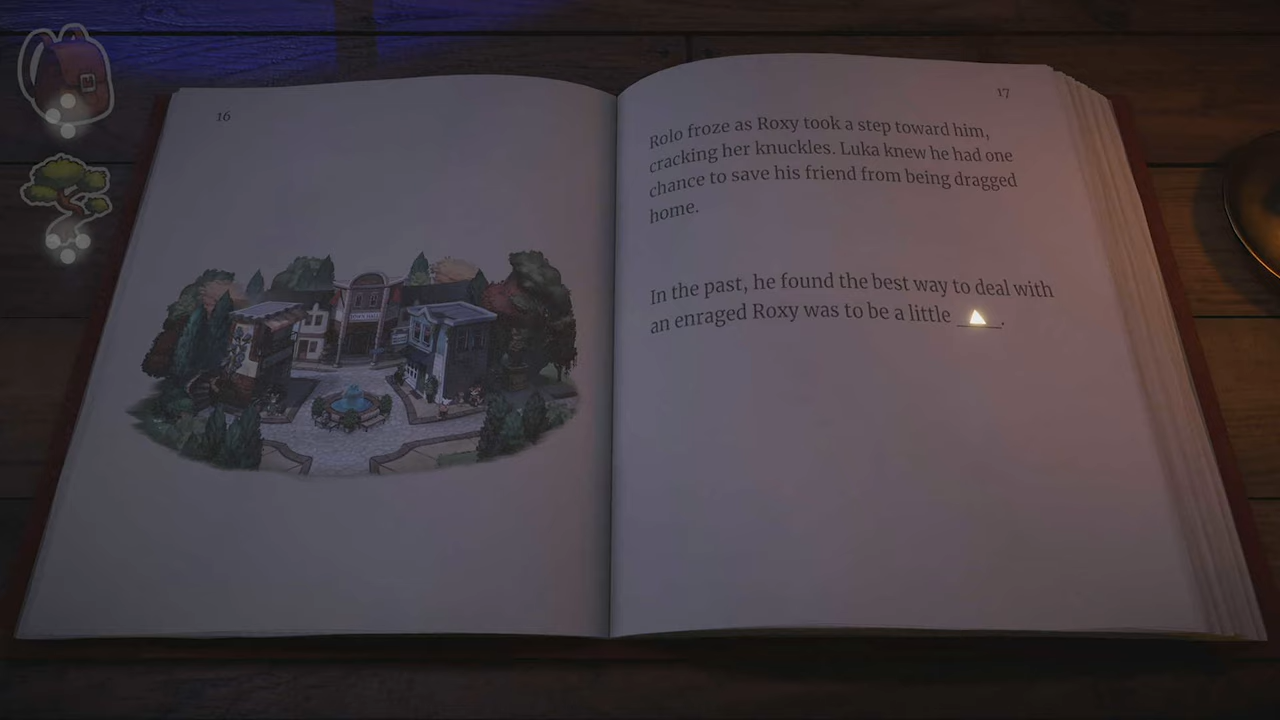 16
17
Rolo froze as Roxy took a step toward him,
cracking her knuckles. Luka knew he had one
chance to save his friend from being dragged
home.
In the past, he found the best way to deal with
an enraged Roxy was to be a little ____.